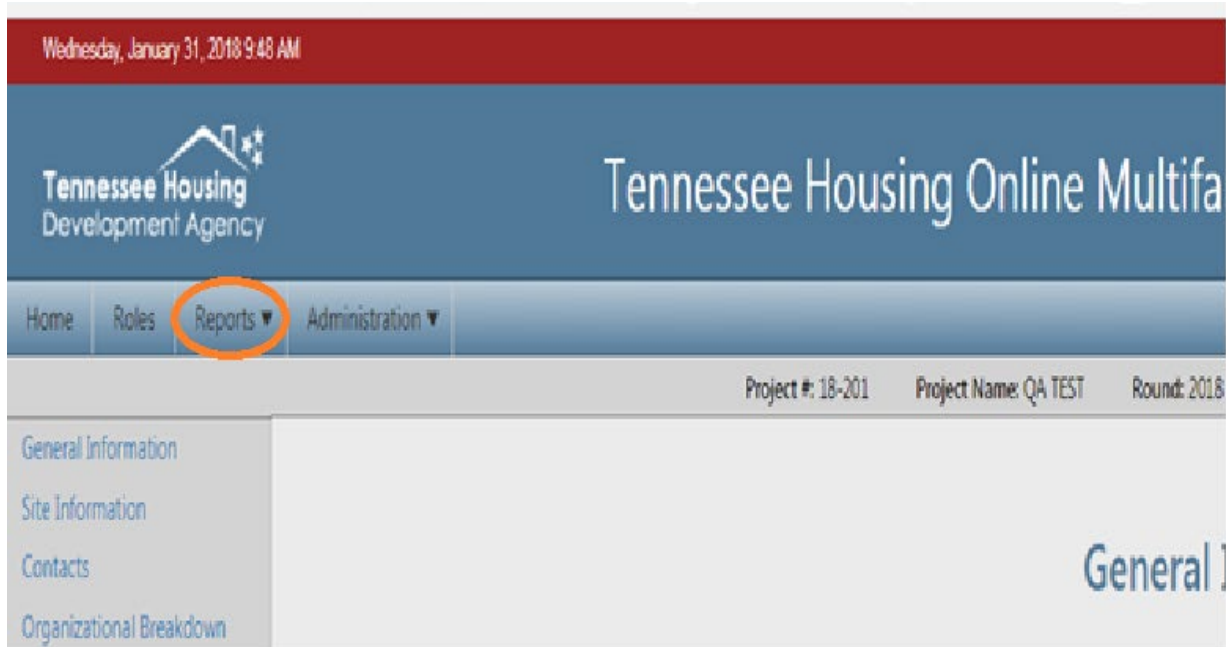 Wednesday, January 31, 2018 9:48 AM
Tennessee Housing
Development Agency
Tennessee Housing Online Multifa
Home Roles Reports ▼ Administration ▼
Project #: 18-201 Project Name: QA TEST Round: 2018
General Information
Site Information
Contacts
General
Organizational Breakdown